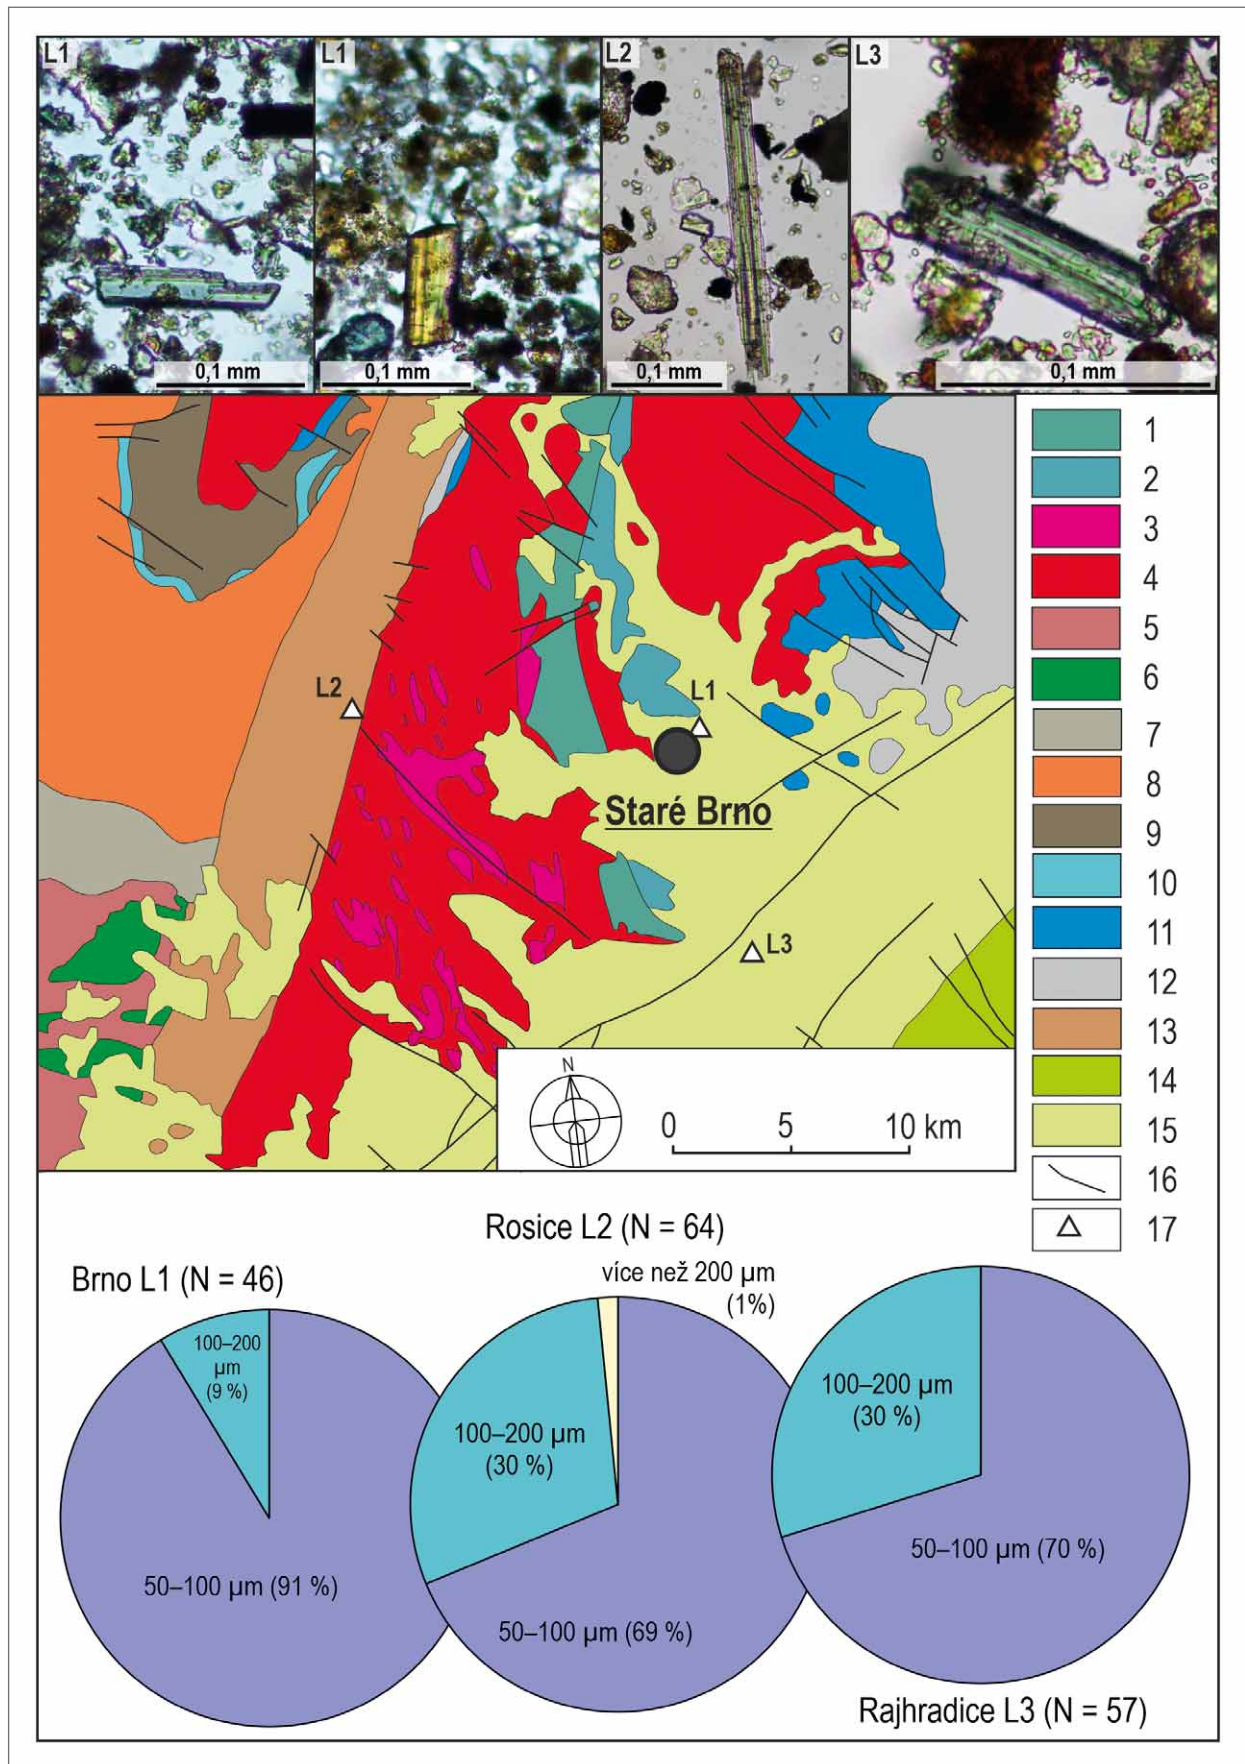 L1
L1
L2
L3
0,1 mm
0,1 mm
0,1 mm
0,1 mm
L2
L1
Staré Brno
L3
N
0 5 10 km
1
2
3
4
5
6
7
8
9
10
11
12
13
14
15
16
17
Rosice L2 (N = 64)
Brno L1 (N = 46)
více než 200 µm
(1%)
100–200
µm
(9 %)
50–100 µm (91 %)
100–200 µm
(30 %)
50–100 µm (69 %)
100–200 µm
(30 %)
50–100 µm (70 %)
Rajhradice L3 (N = 57)